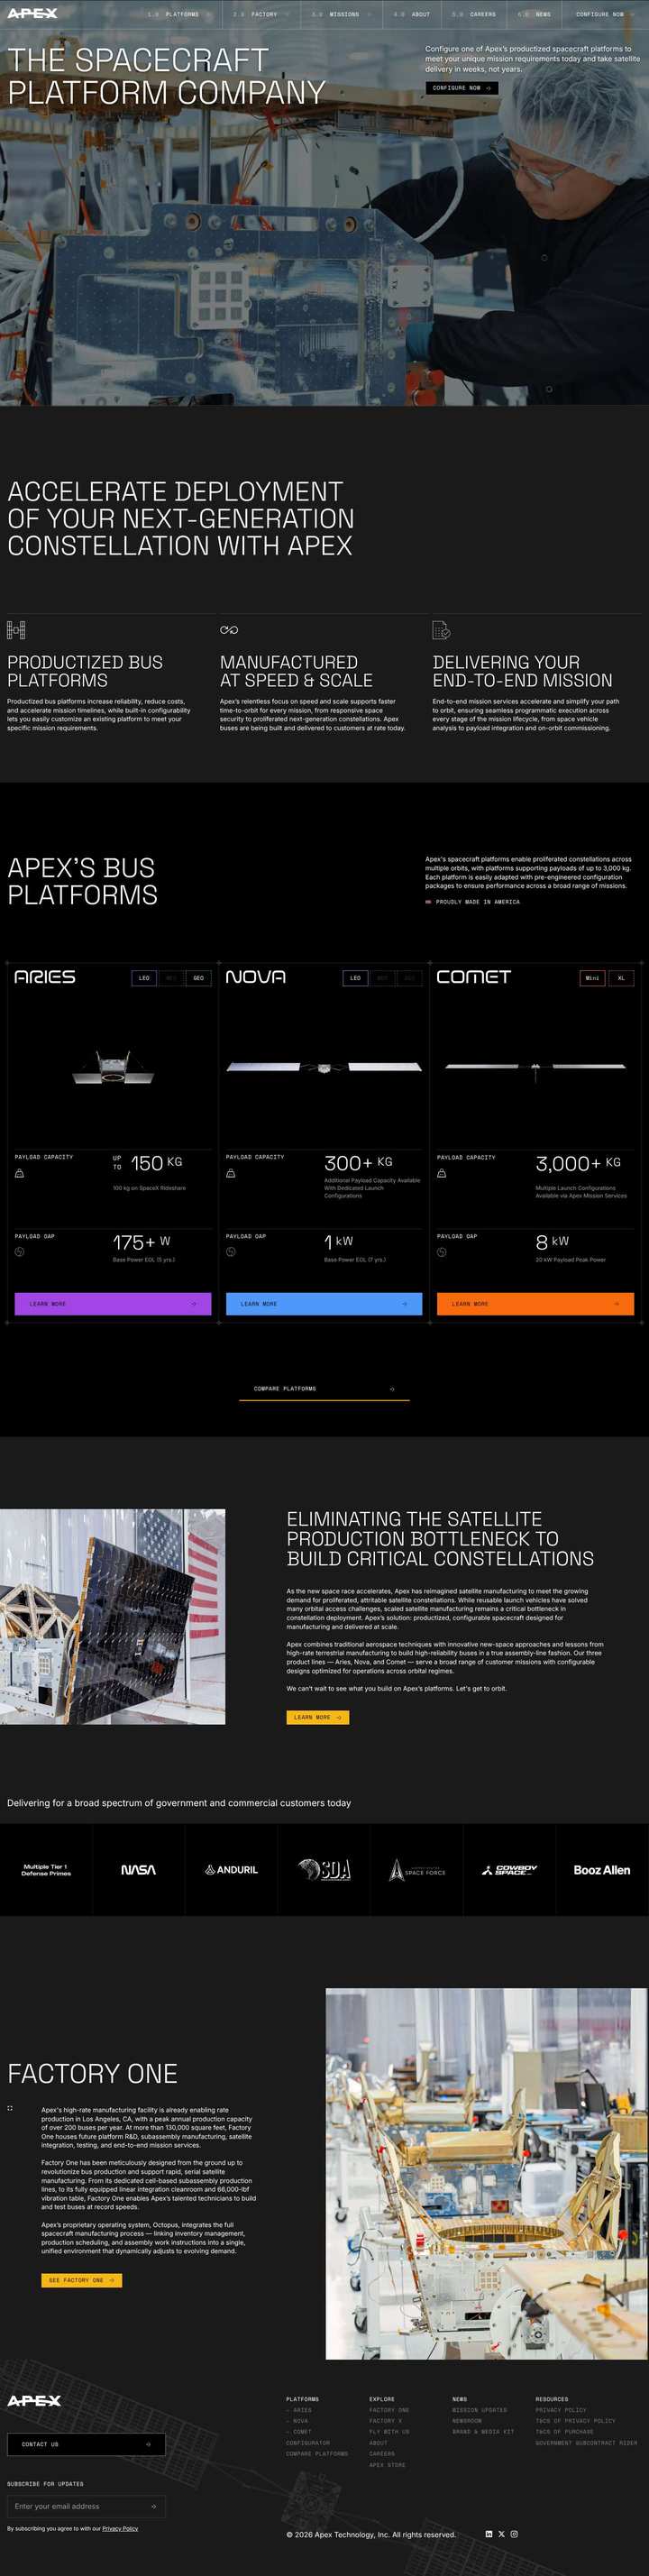 APEX
1.0 PLATFORMS
2.0 FACTORY
3.0 MISSIONS
4.0 ABOUT
5.0 CAREERS
6.0 NEWS
CONFIGURE NOW
THE SPACECRAFT
PLATFORM COMPANY
Configure one of Apex's productized spacecraft platforms to
meet your unique mission requirements today and take satellite
delivery in weeks, not years.
CONFIGURE NOW
ACCELERATE DEPLOYMENT
OF YOUR NEXT-GENERATION
CONSTELLATION WITH APEX
PRODUCTIZED BUS
PLATFORMS
Productized bus platforms increase reliability, reduce costs,
and accelerate mission timelines, while built-in configurability
lets you easily customize an existing platform to meet your
specific mission requirements.
MANUFACTURED
AT SPEED & SCALE
Apex's relentless focus on speed and scale supports faster
time-to-orbit for every mission, from responsive space
security to proliferated next-generation constellations. Apex
buses are being built and delivered to customers at rate today.
DELIVERING YOUR
END-TO-END MISSION
End-to-end mission services accelerate and simplify your path
to orbit, ensuring seamless programmatic execution across
every stage of the mission lifecycle, from space vehicle
analysis to payload integration and on-orbit commissioning.
APEX'S BUS
PLATFORMS
Apex's spacecraft platforms enable proliferated constellations across
multiple orbits, with platforms supporting payloads of up to 3,000 kg.
Each platform is easily adapted with pre-engineered configuration
packages to ensure performance across a broad range of missions.
PROUDLY MADE IN AMERICA
ARIES
LEO
GEO
PAYLOAD CAPACITY
UP
TO
150 KG
100 kg on SpaceX Rideshare
PAYLOAD OAP
175+ W
Base Power EOL (5 yrs.)
LEARN MORE
NOVA
LEO
PAYLOAD CAPACITY
300+ KG
Additional Payload Capacity Available
With Dedicated Launch
Configurations
PAYLOAD OAP
1 kW
Base Power EOL (7 yrs.)
LEARN MORE
COMET
Mini
XL
PAYLOAD CAPACITY
3,000+ KG
Multiple Launch Configurations
Available via Apex Mission Services
PAYLOAD OAP
8 kW
20 kW Payload Peak Power
LEARN MORE
COMPARE PLATFORMS
ELIMINATING THE SATELLITE
PRODUCTION BOTTLENECK TO
BUILD CRITICAL CONSTELLATIONS
As the new space race accelerates, Apex has reimagined satellite manufacturing to meet the growing
demand for proliferated, attritable satellite constellations. While reusable launch vehicles have solved
many orbital access challenges, scaled satellite manufacturing remains a critical bottleneck in
constellation deployment. Apex's solution: productized, configurable spacecraft designed for
manufacturing and delivered at scale.
Apex combines traditional aerospace techniques with innovative new-space approaches and lessons from
high-rate terrestrial manufacturing to build high-reliability buses in a true assembly-line fashion. Our three
product lines — Aries, Nova, and Comet — serve a broad range of customer missions with configurable
designs optimized for operations across orbital regimes.
We can't wait to see what you build on Apex's platforms. Let's get to orbit.
LEARN MORE
Delivering for a broad spectrum of government and commercial customers today
Multiple Tier 1
Defense Primes
NASA
ANDURIL
SDA
SPACE FORCE
COWBOY
SPACE
Booz Allen
FACTORY ONE
Apex's high-rate manufacturing facility is already enabling rate
production in Los Angeles, CA, with a peak annual production capacity
of over 200 buses per year. At more than 130,000 square feet, Factory
One houses future platform R&D, subassembly manufacturing, satellite
integration, testing, and end-to-end mission services.
Factory One has been meticulously designed from the ground up to
revolutionize bus production and support rapid, serial satellite
manufacturing. From its dedicated cell-based subassembly production
lines, to its fully equipped linear integration cleanroom and 66,000-lbf
vibration table, Factory One enables Apex's talented technicians to build
and test buses at record speeds.
Apex's proprietary operating system, Octopus, integrates the full
spacecraft manufacturing process — linking inventory management,
production scheduling, and assembly work instructions into a single,
unified environment that dynamically adjusts to evolving demand.
SEE FACTORY ONE
APEX
CONTACT US
SUBSCRIBE FOR UPDATES
Enter your email address
By subscribing you agree to with our Privacy Policy
PLATFORMS
— ARIES
— NOVA
— COMET
CONFIGURATOR
COMPARE PLATFORMS
EXPLORE
FACTORY ONE
FACTORY X
FLY WITH US
ABOUT
CAREERS
APEX STORE
NEWS
MISSION UPDATES
NEWSROOM
BRAND & MEDIA KIT
RESOURCES
PRIVACY POLICY
T&CS OF PRIVACY POLICY
T&CS OF PURCHASE
GOVERNMENT SUBCONTRACT RIDER
© 2026 Apex Technology, Inc. All rights reserved.